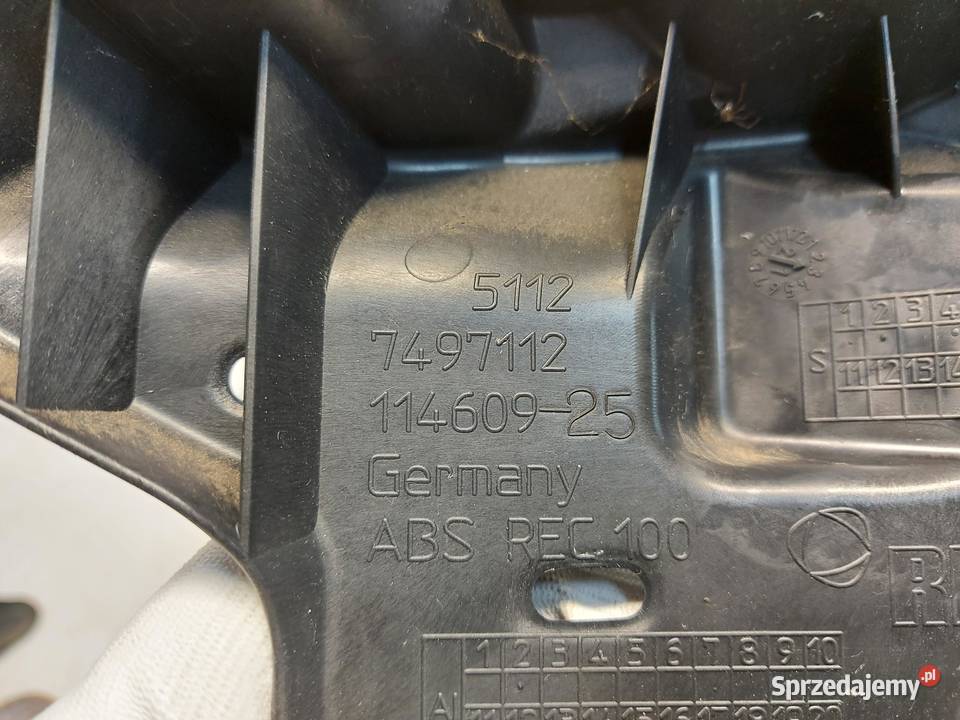 5112
7497112
114609-25
Germany
ABS REC 100
1 2 3 4
S
11 12 13 14
1 2 3 4 5 6 7 8 9 10
Sprzedajemy.pl